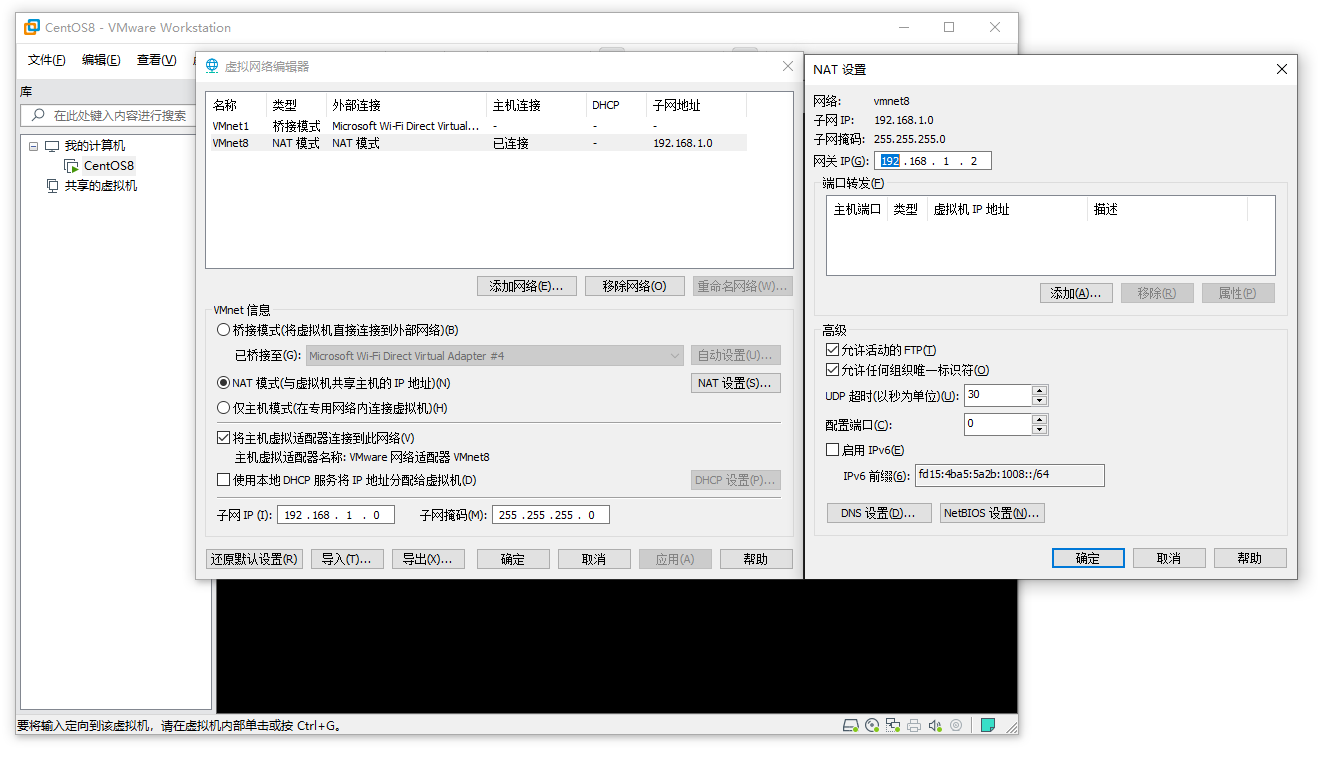 CentOS8 - VMware Workstation
文件(F) 编辑(E) 查看(V)
库
在此处键入内容进行搜索
我的计算机
CentOS8
共享的虚拟机
虚拟网络编辑器
名称 类型 外部连接 主机连接 DHCP 子网地址
VMnet1 桥接模式 Microsoft Wi-Fi Direct Virtual... - - -
VMnet8 NAT 模式 NAT 模式 已连接 - 192.168.1.0
添加网络(E)... 移除网络(O) 重命名网络(W)...
VMnet 信息
桥接模式(将虚拟机直接连接到外部网络)(B)
已桥接至(G): Microsoft Wi-Fi Direct Virtual Adapter #4 自动设置(U)...
NAT 模式(与虚拟机共享主机的 IP 地址)(N) NAT 设置(S)...
仅主机模式(在专用网络内连接虚拟机)(H)
将主机虚拟适配器连接到此网络(V)
主机虚拟适配器名称: VMware 网络适配器 VMnet8
使用本地 DHCP 服务将 IP 地址分配给虚拟机(D) DHCP 设置(P)...
子网 IP (I): 192 . 168 . 1 . 0 子网掩码(M): 255 . 255 . 255 . 0
还原默认设置(R) 导入(T)... 导出(X)... 确定 取消 应用(A) 帮助
NAT 设置
网络: vmnet8
子网 IP: 192.168.1.0
子网掩码: 255.255.255.0
网关 IP(G): 192 . 168 . 1 . 2
端口转发(F)
主机端口 类型 虚拟机 IP 地址 描述
添加(A)... 移除(R) 属性(P)
高级
允许活动的 FTP(T)
允许任何组织唯一标识符(O)
UDP 超时(以秒为单位)(U): 30
配置端口(C): 0
启用 IPv6(E)
IPv6 前缀(6): fd15:4ba5:5a2b:1008::/64
DNS 设置(D)... NetBIOS 设置(N)...
确定 取消 帮助
要将输入定向到该虚拟机，请在虚拟机内部单击或按 Ctrl+G。